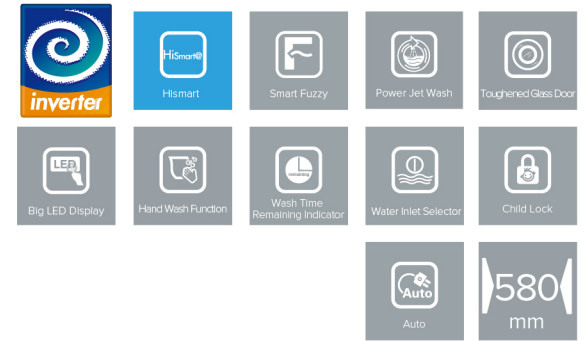 inverter
HiSmart@
Hismart
Smart Fuzzy
Power Jet Wash
Toughened Glass Door
LED
Big LED Display
Hand Wash Function
remaining
Wash Time
Remaining Indicator
Water Inlet Selector
Child Lock
Auto
Auto
580
mm